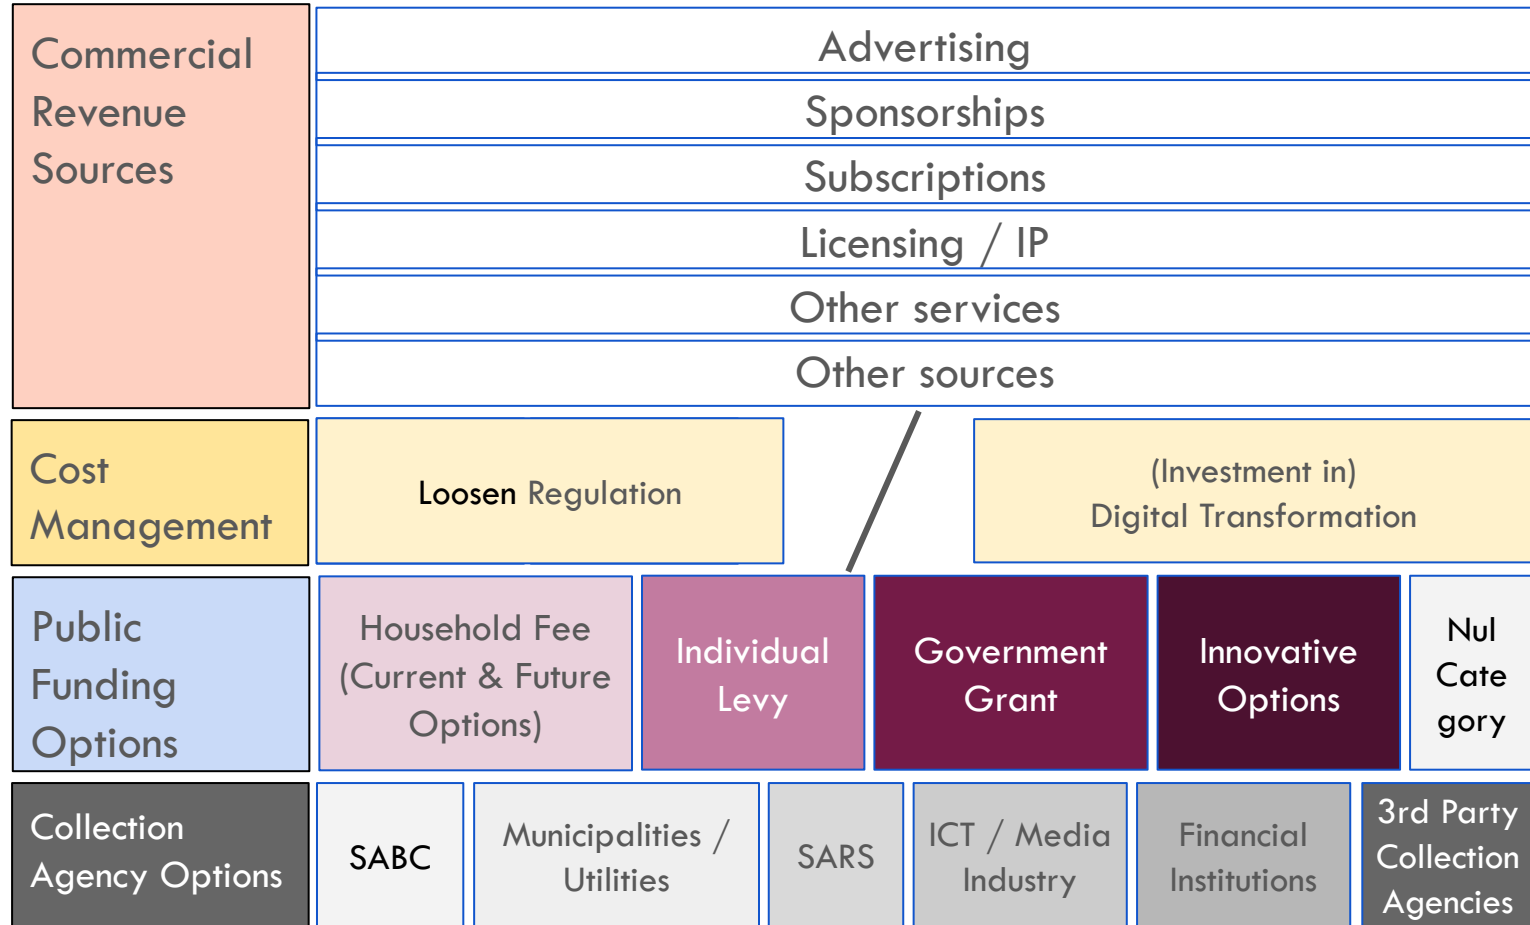 Commercial
Revenue
Sources
Advertising
Sponsorships
Subscriptions
Licensing / IP
Other services
Other sources
Cost
Management
Loosen Regulation
(Investment in)
Digital Transformation
Public
Funding
Options
Household Fee
(Current & Future
Options)
Individual
Levy
Government
Grant
Innovative
Options
Nul
Cate
gory
Collection
Agency Options
SABC
Municipalities /
Utilities
SARS
ICT / Media
Industry
Financial
Institutions
3rd Party
Collection
Agencies